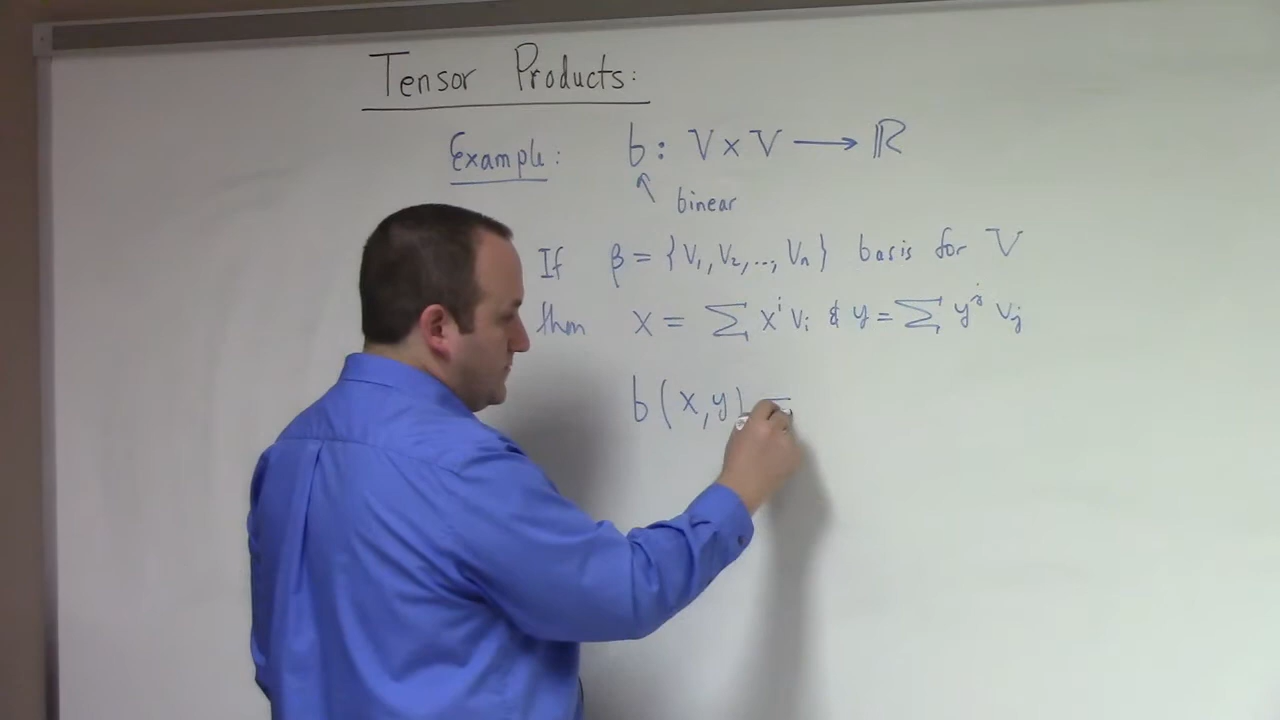 Tensor Products:
Example: b: V × V → ℝ
↑ binear
If β = {v₁, v₂, ..., vₙ} basis for V
then x = ∑ xⁱ vᵢ & y = ∑ yʲ vⱼ
b(x,y) =